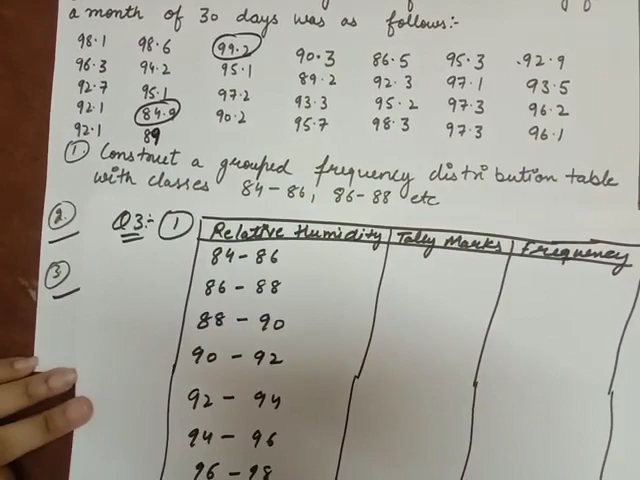 a month of 30 days was as follows:-
98.1 98.6 99.2 90.3 86.5 95.3 .92.9
96.3 94.2 95.1 89.2 92.3 97.1 93.5
92.7 95.1 97.2 93.3 95.2 97.3 96.2
92.1 84.9 90.2 95.7 98.3 97.3 96.1
92.1 89
① Construct a grouped frequency distribution table
with classes 84-86, 86-88 etc
② Q3:- ① Relative Humidity Tally Marks Frequency
③ 84-86
86-88
88-90
90-92
92-94
94-96
96-98